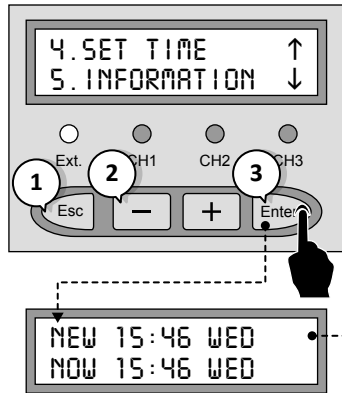 4.SET TIME ↑
5.INFORMATION ↓
Ext. CH1 CH2 CH3
1 2 3
Esc − + Enter
NEW 15:46 WED
NOW 15:46 WED